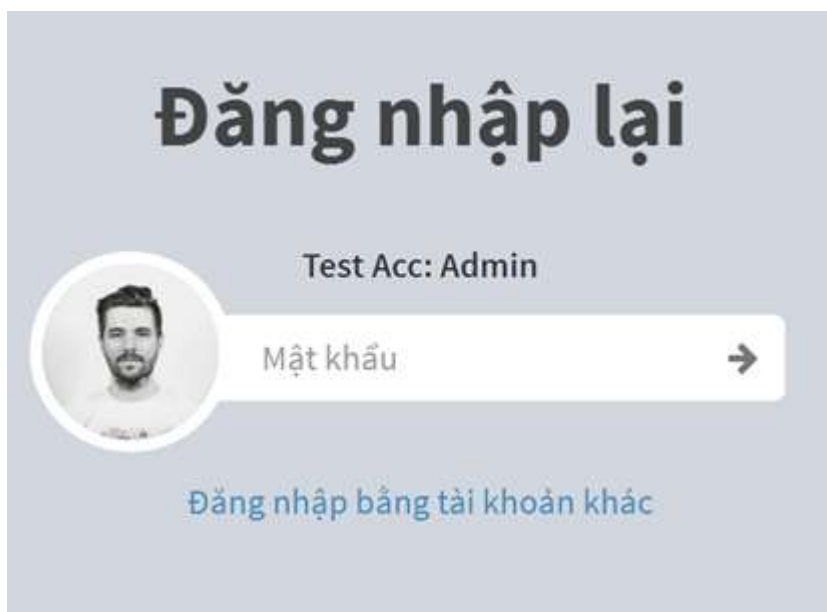 Đăng nhập lại
Test Acc: Admin
Mật khẩu
Đăng nhập bằng tài khoản khác